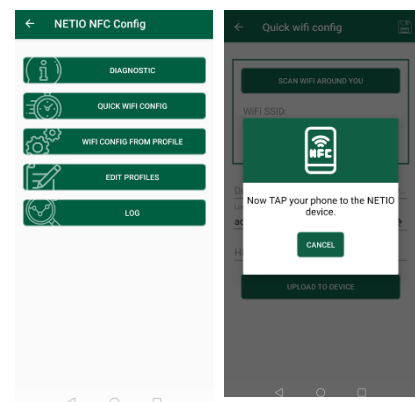 NETIO NFC Config
DIAGNOSTIC
QUICK WIFI CONFIG
WIFI CONFIG FROM PROFILE
EDIT PROFILES
LOG
Quick wifi config
SCAN WIFI AROUND YOU
WiFi SSID:
NFC
Now TAP your phone to the NETIO
device.
CANCEL
UPLOAD TO DEVICE